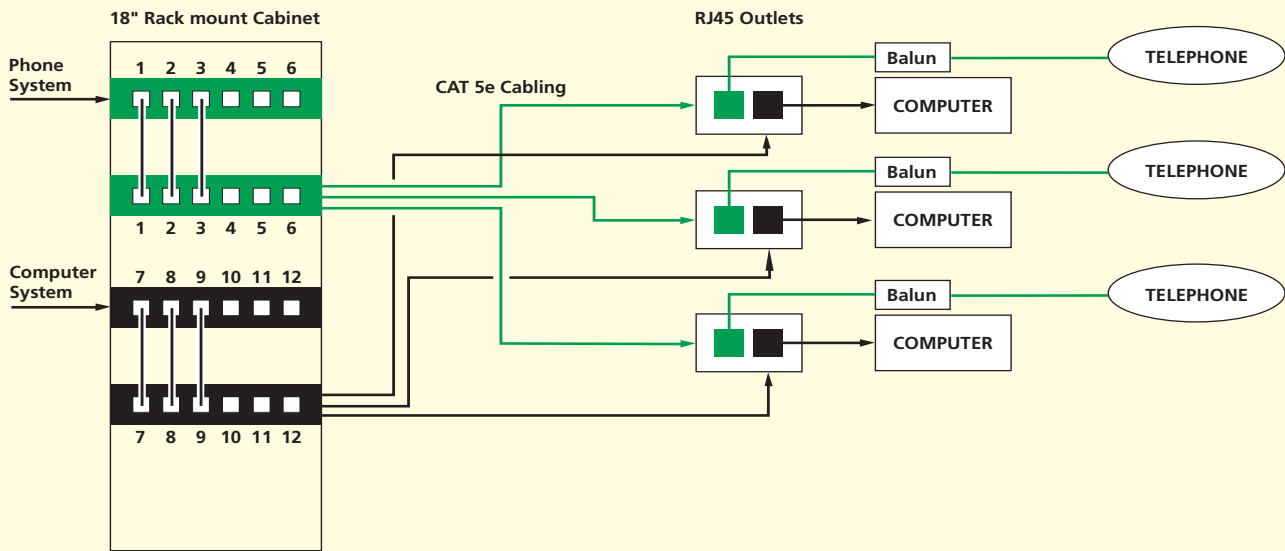 18" Rack mount Cabinet
RJ45 Outlets
Phone
System
1 2 3 4 5 6
CAT 5e Cabling
Balun
TELEPHONE
COMPUTER
1 2 3 4 5 6
Balun
TELEPHONE
COMPUTER
Computer
System
7 8 9 10 11 12
Balun
TELEPHONE
COMPUTER
7 8 9 10 11 12